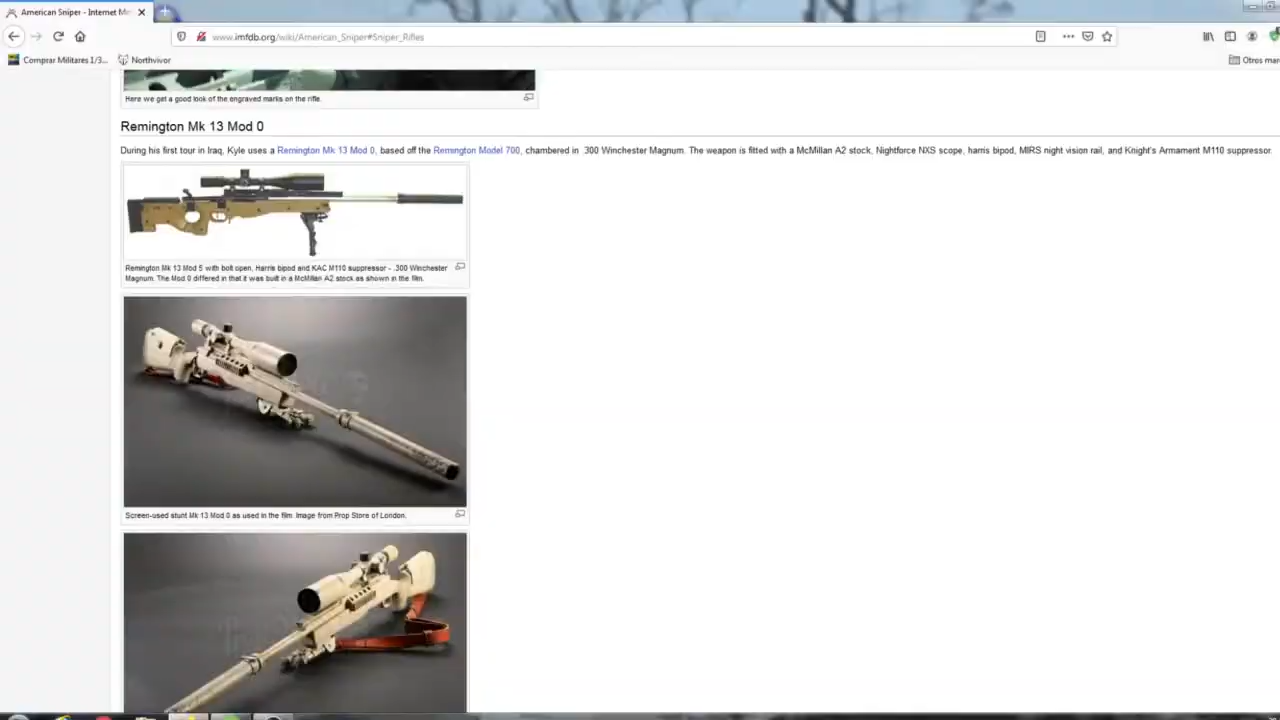 American Sniper - Internet Mo
www.imfdb.org/wiki/American_Sniper#Sniper_Rifles
Comprar Militares 1/3... Northvivor Otros mar
Here we get a good look of the engraved marks on the rifle.
Remington Mk 13 Mod 0
During his first tour in Iraq, Kyle uses a Remington Mk 13 Mod 0, based off the Remington Model 700, chambered in .300 Winchester Magnum. The weapon is fitted with a McMillan A2 stock, Nightforce NXS scope, harris bipod, MIRS night vision rail, and Knight's Armament M110 suppressor.
Remington Mk 13 Mod 5 with bolt open, Harris bipod and KAC M110 suppressor - .300 Winchester
Magnum. The Mod 0 differed in that it was built in a McMillan A2 stock as shown in the film.
Screen-used stunt Mk 13 Mod 0 as used in the film. Image from Prop Store of London.